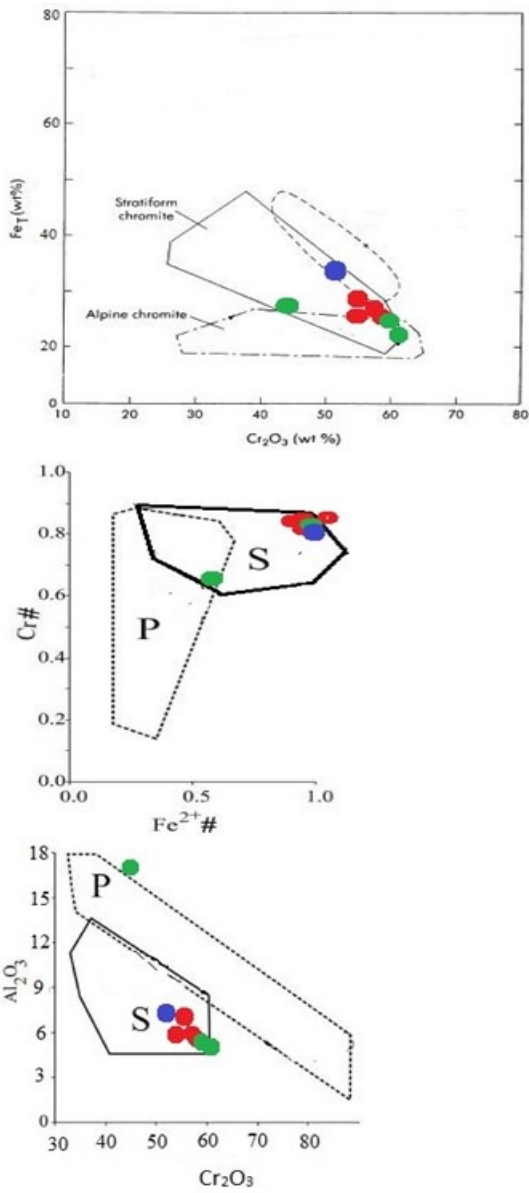 80
60
40
20
0
Fe_T (wt%)
Stratiform
chromite
Alpine chromite
10 20 30 40 50 60 70 80
Cr₂O₃ (wt %)
1.0
0.8
0.6
0.4
0.2
0.0
Cr#
S
P
0.0 0.5 1.0
Fe²⁺#
18
15
12
9
6
3
0
Al₂O₃
P
S
30 40 50 60 70 80
Cr₂O₃